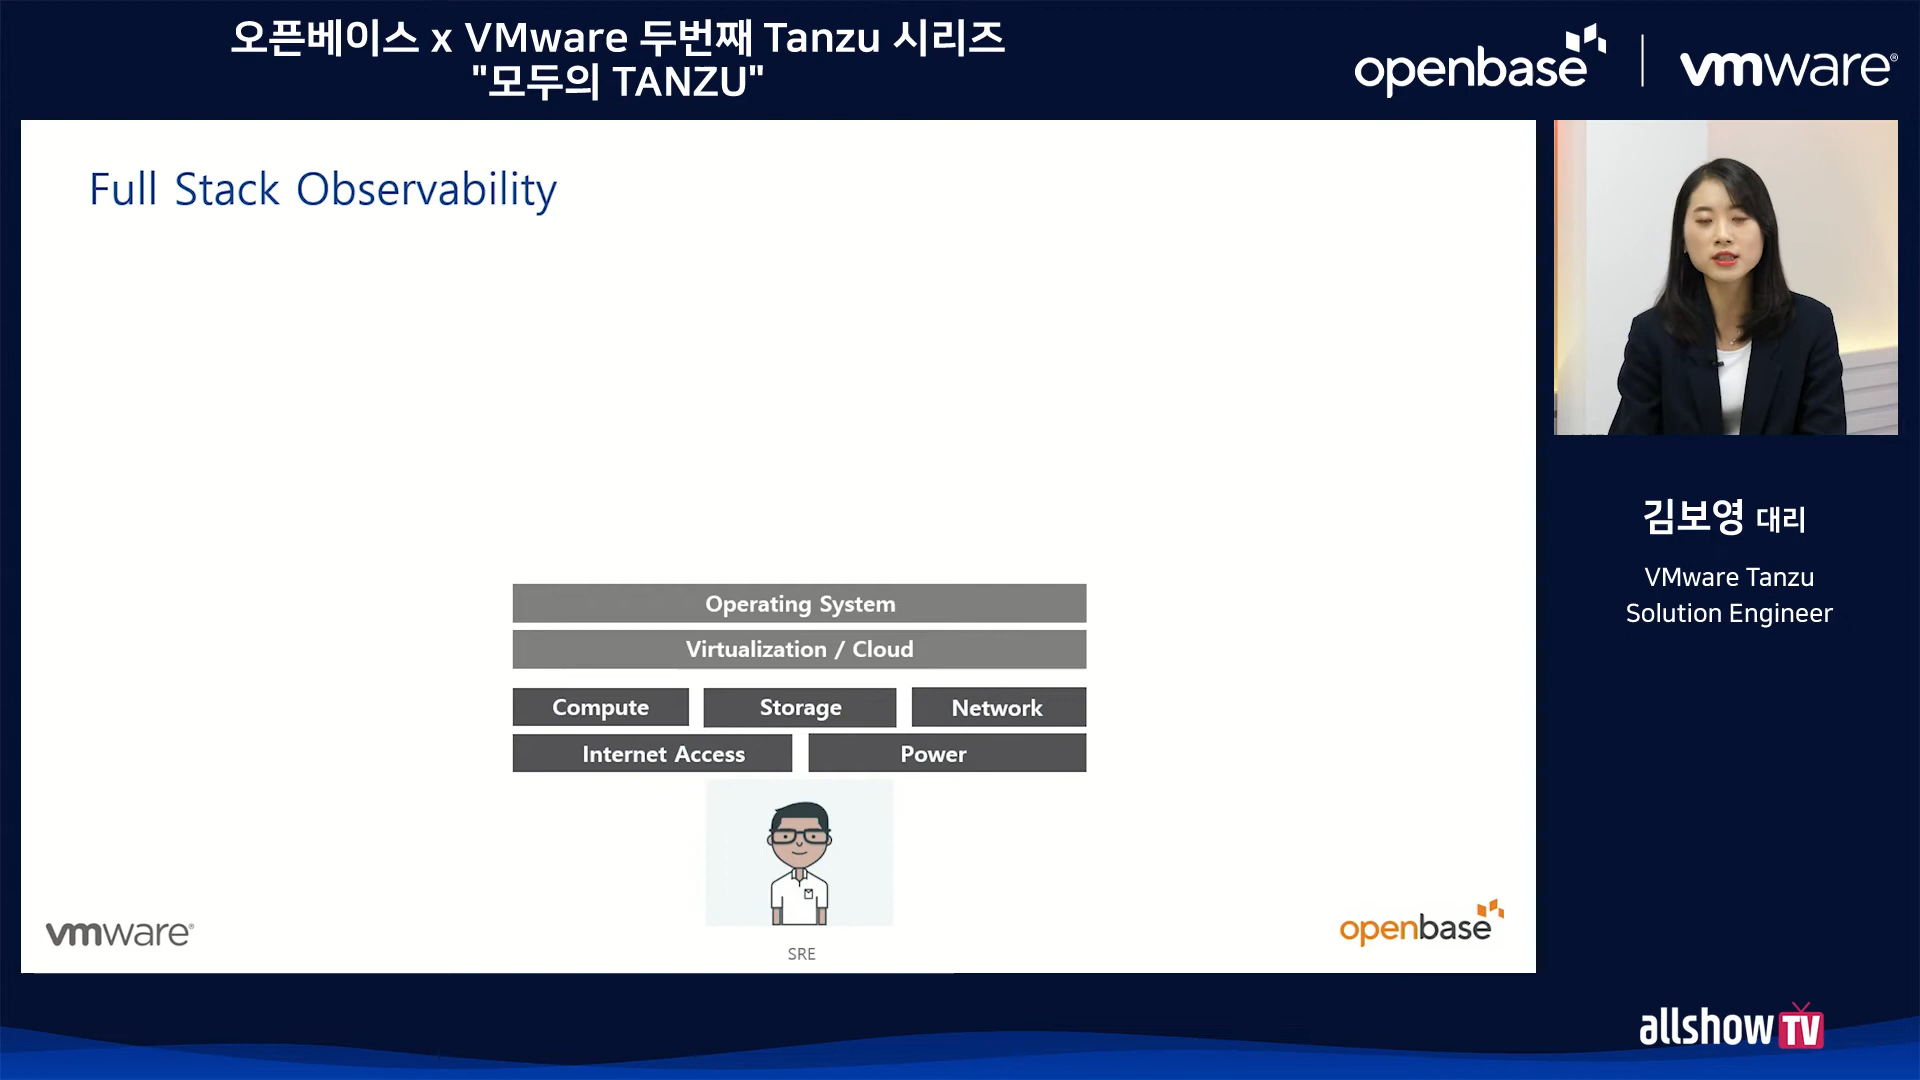 오픈베이스 x VMware 두번째 Tanzu 시리즈
"모두의 TANZU"
openbase
vmware®
Full Stack Observability
Operating System
Virtualization / Cloud
Compute
Storage
Network
Internet Access
Power
SRE
vmware®
openbase
김보영 대리
VMware Tanzu
Solution Engineer
allshow TV